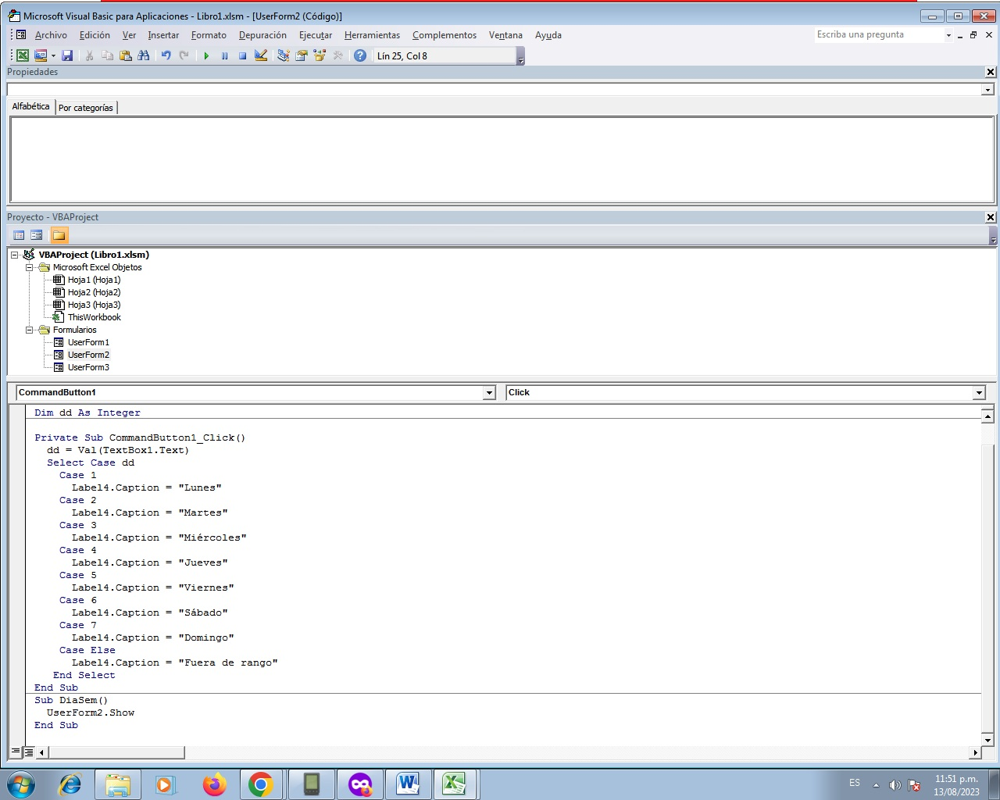 Microsoft Visual Basic para Aplicaciones - Libro1.xlsm - [UserForm2 (Código)]
Archivo Edición Ver Insertar Formato Depuración Ejecutar Herramientas Complementos Ventana Ayuda Escriba una pregunta
Lín 25, Col 8
Propiedades
Alfabética Por categorías
Proyecto - VBAProject
VBAProject (Libro1.xlsm)
Microsoft Excel Objetos
Hoja1 (Hoja1)
Hoja2 (Hoja2)
Hoja3 (Hoja3)
ThisWorkbook
Formularios
UserForm1
UserForm2
UserForm3
CommandButton1 Click
Dim dd As Integer
Private Sub CommandButton1_Click()
dd = Val(TextBox1.Text)
Select Case dd
Case 1
Label4.Caption = "Lunes"
Case 2
Label4.Caption = "Martes"
Case 3
Label4.Caption = "Miércoles"
Case 4
Label4.Caption = "Jueves"
Case 5
Label4.Caption = "Viernes"
Case 6
Label4.Caption = "Sábado"
Case 7
Label4.Caption = "Domingo"
Case Else
Label4.Caption = "Fuera de rango"
End Select
End Sub
Sub DiaSem()
UserForm2.Show
End Sub
ES 11:51 p.m.
13/08/2023